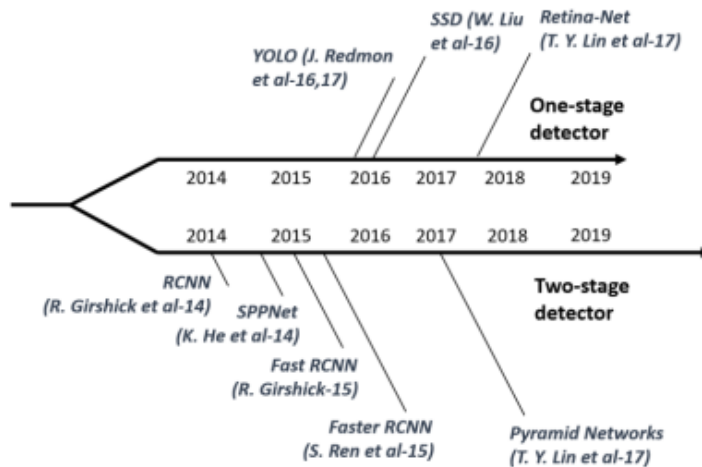 SSD (W. Liu
et al-16)
Retina-Net
(T. Y. Lin et al-17)
YOLO (J. Redmon
et al-16,17)
One-stage
detector
2014 2015 2016 2017 2018 2019
2014 2015 2016 2017 2018 2019
RCNN
(R. Girshick et al-14)
SPPNet
(K. He et al-14)
Two-stage
detector
Fast RCNN
(R. Girshick-15)
Faster RCNN
(S. Ren et al-15)
Pyramid Networks
(T. Y. Lin et al-17)